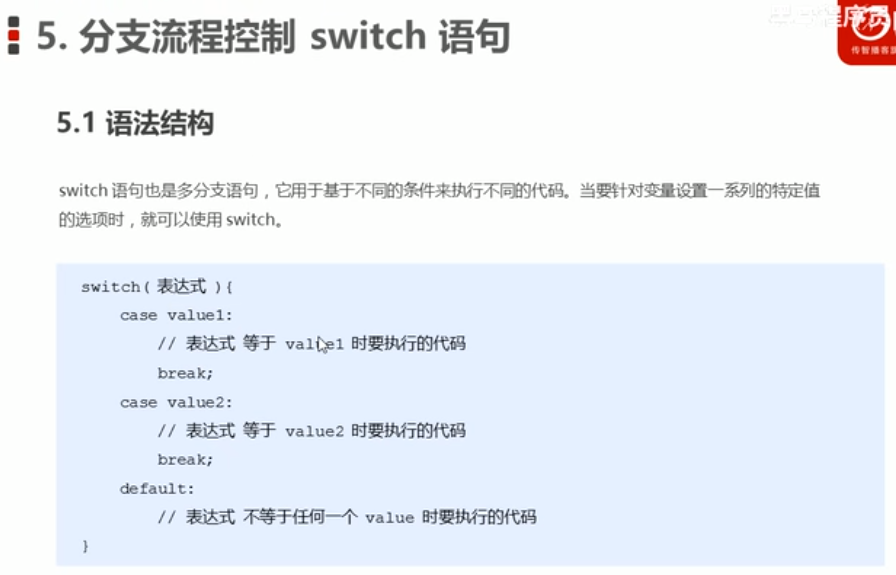 5. 分支流程控制 switch 语句
5.1 语法结构
switch 语句也是多分支语句，它用于基于不同的条件来执行不同的代码。当要针对变量设置一系列的特定值
的选项时，就可以使用 switch。
switch( 表达式 ){
case value1:
// 表达式 等于 value1 时要执行的代码
break;
case value2:
// 表达式 等于 value2 时要执行的代码
break;
default:
// 表达式 不等于任何一个 value 时要执行的代码
}